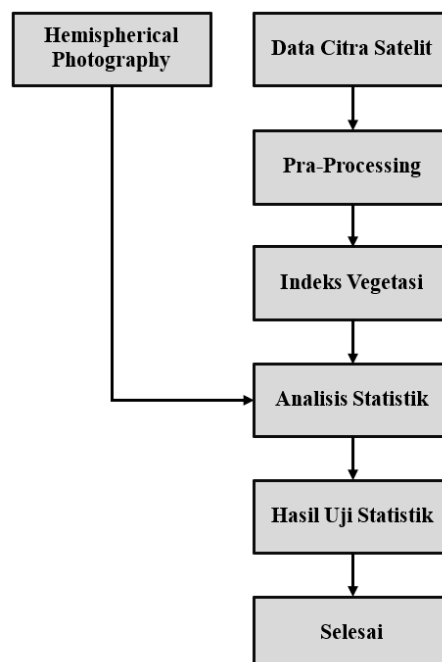 Hemispherical
Photography
Data Citra Satelit
Pra-Processing
Indeks Vegetasi
Analisis Statistik
Hasil Uji Statistik
Selesai